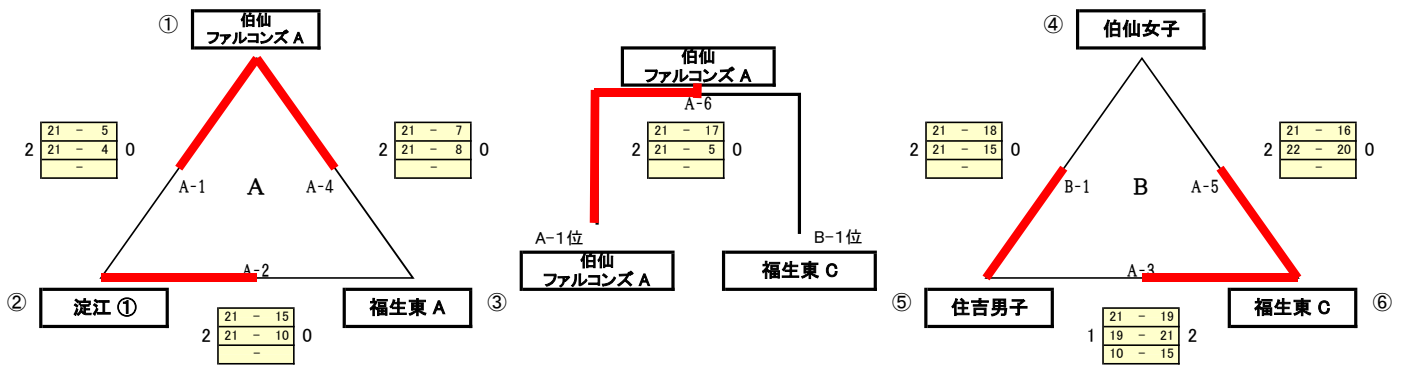 ①
伯仙
ファルコンズ A
21 - 5
2 21 - 4 0
-
21 - 7
2 21 - 8 0
-
A-1
A
A-4
A-2
②
淀江 ①
福生東 A
③
21 - 15
2 21 - 10 0
-
伯仙
ファルコンズ A
A-6
21 - 17
2 21 - 5 0
-
A-1位
B-1位
伯仙
ファルコンズ A
福生東 C
④
伯仙女子
21 - 18
2 21 - 15 0
-
21 - 16
2 22 - 20 0
-
B-1
B
A-5
A-3
⑤
住吉男子
福生東 C
⑥
21 - 19
1 19 - 21 2
10 - 15